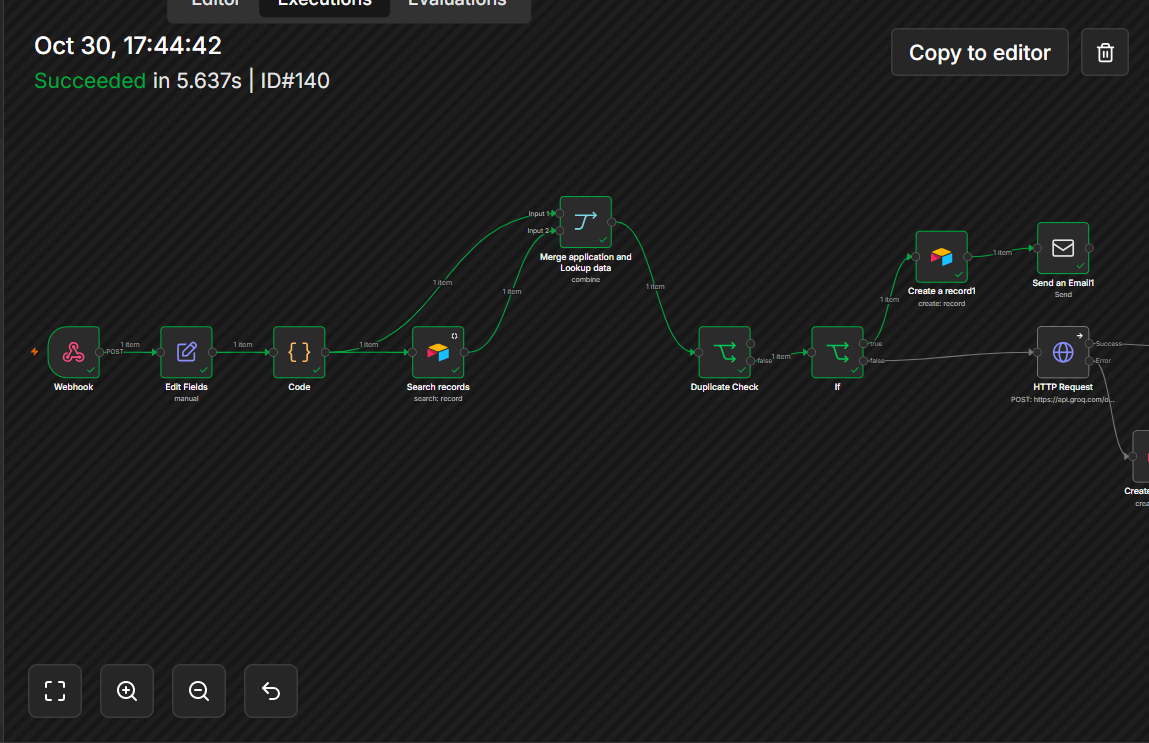 Editor
Executions
Evaluations
Oct 30, 17:44:42
Succeeded in 5.637s | ID#140
Copy to editor
Webhook
POST
1 item
Edit Fields
manual
1 item
Code
1 item
1 item
Search records
search: record
1 item
Input 1
Input 2
Merge application and
Lookup data
combine
1 item
Duplicate Check
false
1 item
If
true
false
1 item
Create a record1
create: record
1 item
Send an Email1
Send
HTTP Request
POST: https://api.groq.com/o...
Success
Error
Create
crea